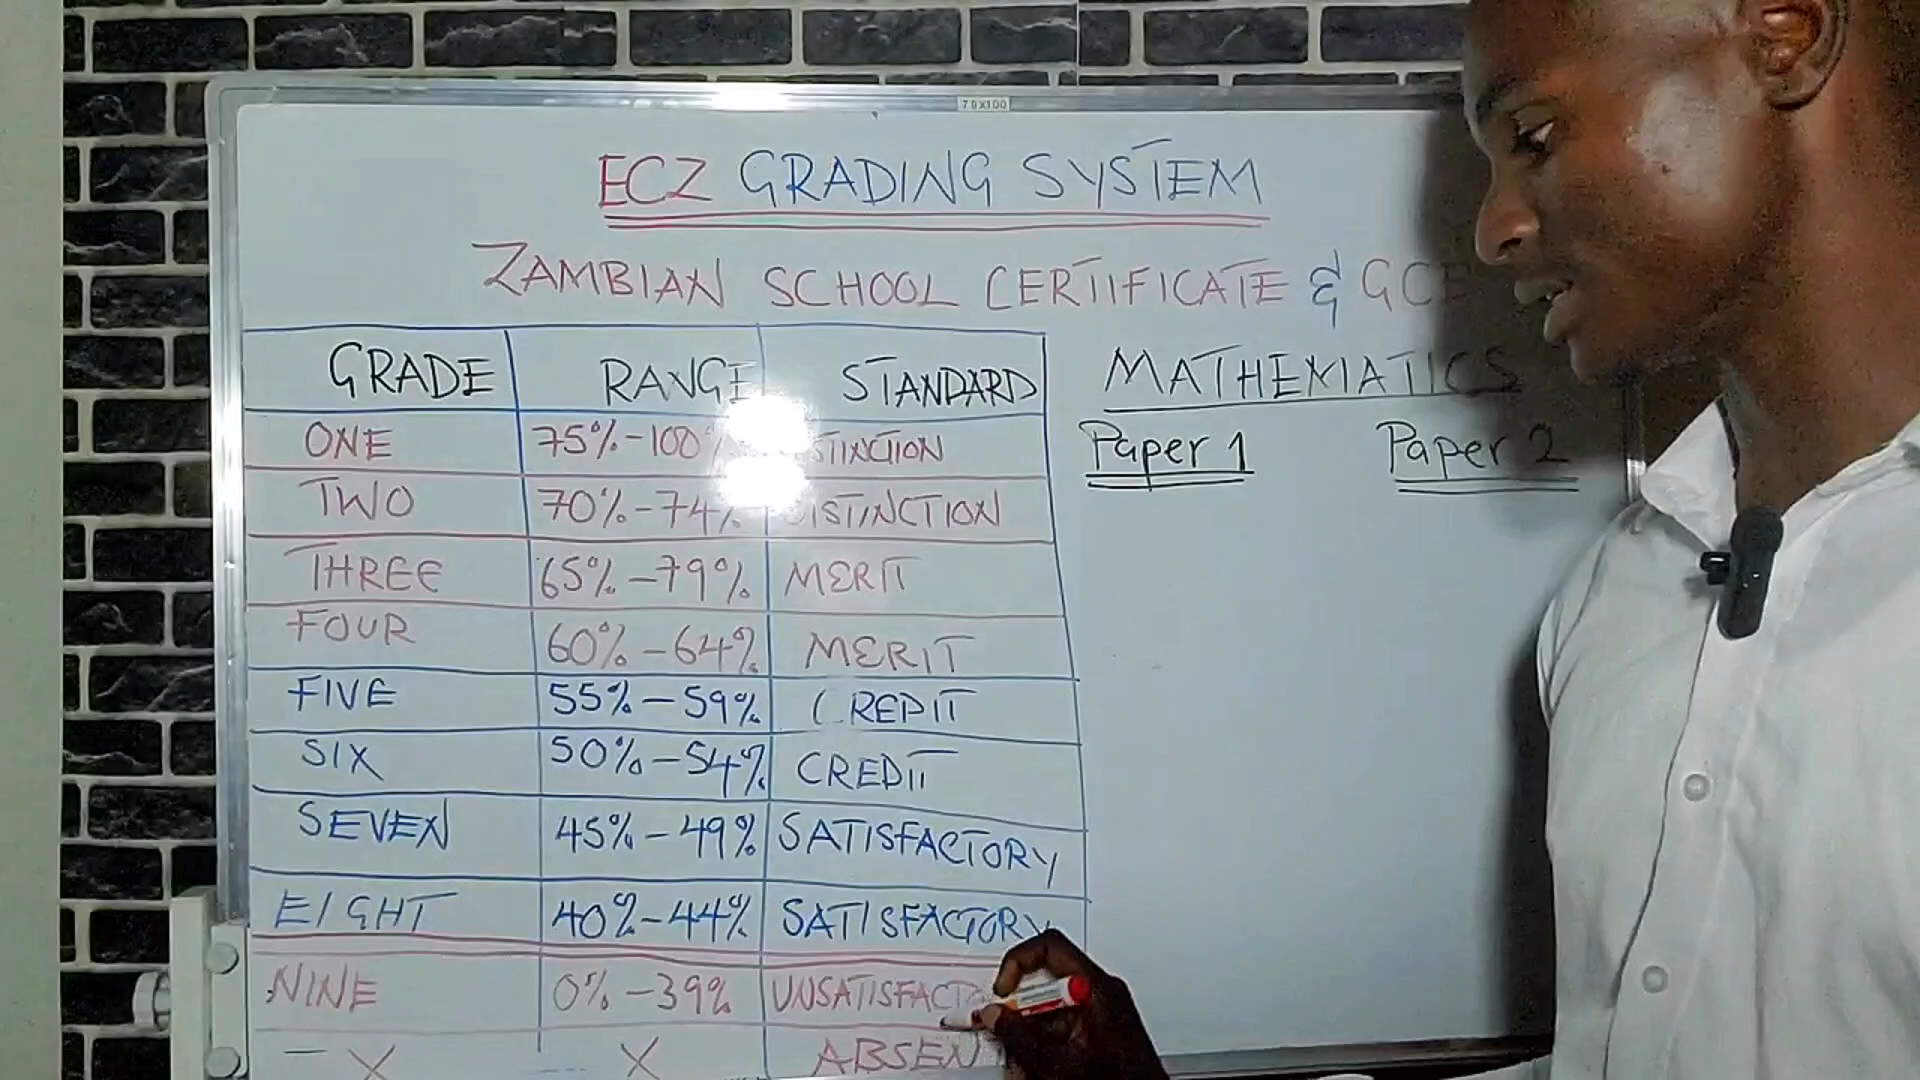 79X100
ECZ GRADING SYSTEM
ZAMBIAN SCHOOL CERTIFICATE & GCE
GRADE RANGE STANDARD
ONE 75%-100%
TWO 70%-74% DISTINCTION
THREE 65%-79% MERIT
FOUR 60%-64% MERIT
FIVE 55%-59% CREDIT
SIX 50%-54% CREDIT
SEVEN 45%-49% SATISFACTORY
EIGHT 40%-44% SATISFACTORY
NINE 0%-39%
- X X ABSENT
MATHEMATICS
Paper 1 Paper 2